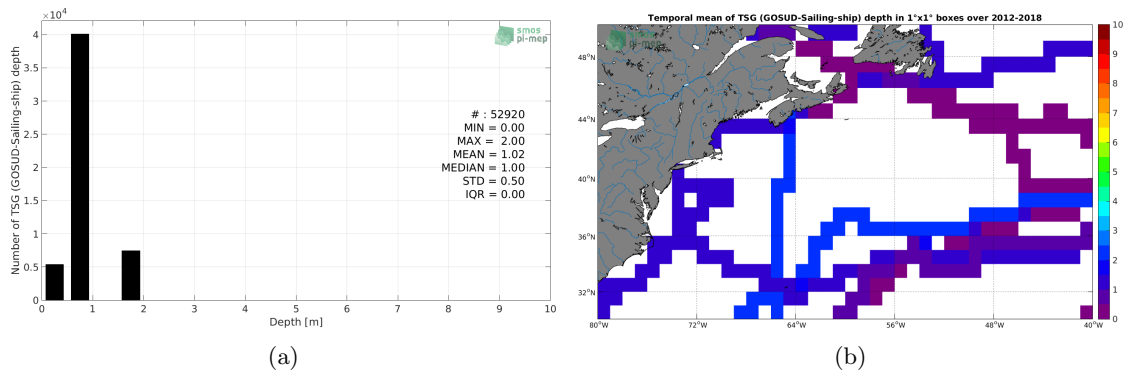 ×10⁴
4
3.5
3
2.5
2
1.5
1
0.5
0
Number of TSG (GOSUD-Sailing-ship) depth
smos
pi-mep
# : 52920
MIN = 0.00
MAX = 2.00
MEAN = 1.02
MEDIAN = 1.00
STD = 0.50
IQR = 0.00
0 1 2 3 4 5 6 7 8 9 10
Depth [m]
(a)
Temporal mean of TSG (GOSUD-Sailing-ship) depth in 1°x1° boxes over 2012-2018
smos
pi-mep
48°N
44°N
40°N
36°N
32°N
80°W 72°W 64°W 56°W 48°W 40°W
10
9
8
7
6
5
4
3
2
1
0
(b)